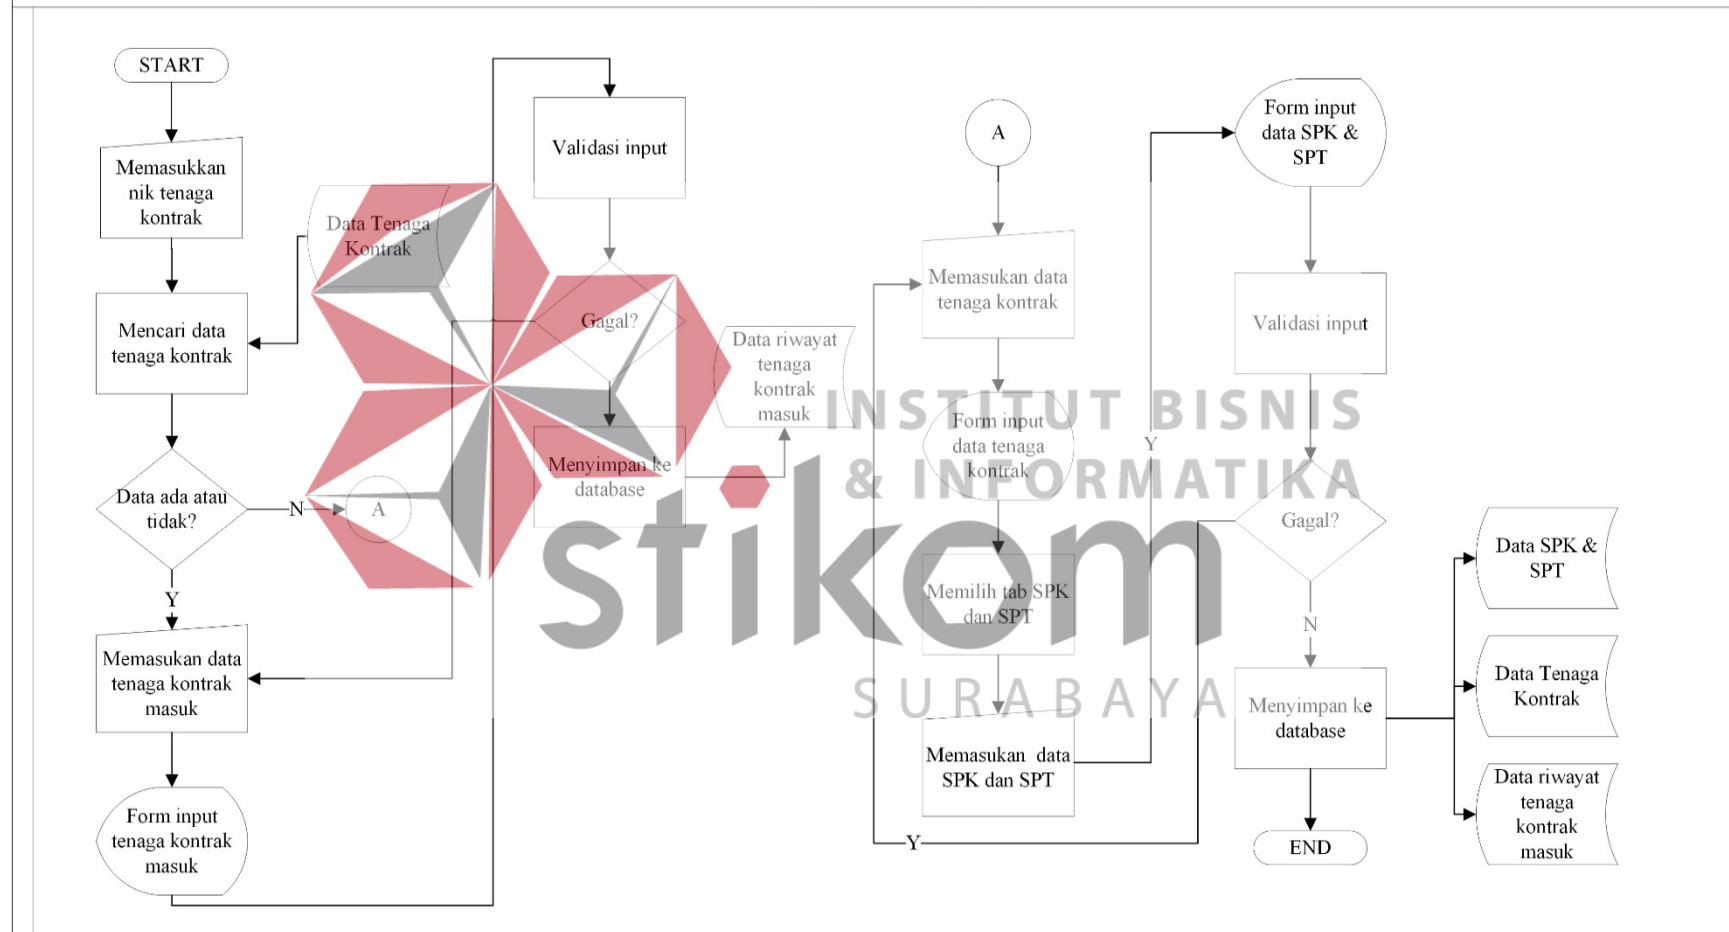 START
Memasukkan
nik tenaga
kontrak
Data Tenaga
Kontrak
Mencari data
tenaga kontrak
Data ada atau
tidak?
N
A
Y
Memasukan data
tenaga kontrak
masuk
Form input
tenaga kontrak
masuk
Validasi input
Gagal?
Menyimpan ke
database
Data riwayat
tenaga
kontrak
masuk
A
Memasukan data
tenaga kontrak
Form input
data tenaga
kontrak
Memilih tab SPK
dan SPT
Memasukan data
SPK dan SPT
Y
Form input
data SPK &
SPT
Validasi input
Gagal?
Y
N
Menyimpan ke
database
END
Data SPK &
SPT
Data Tenaga
Kontrak
Data riwayat
tenaga
kontrak
masuk
INSTITUT BISNIS
& INFORMATIKA
stikom
SURABAYA